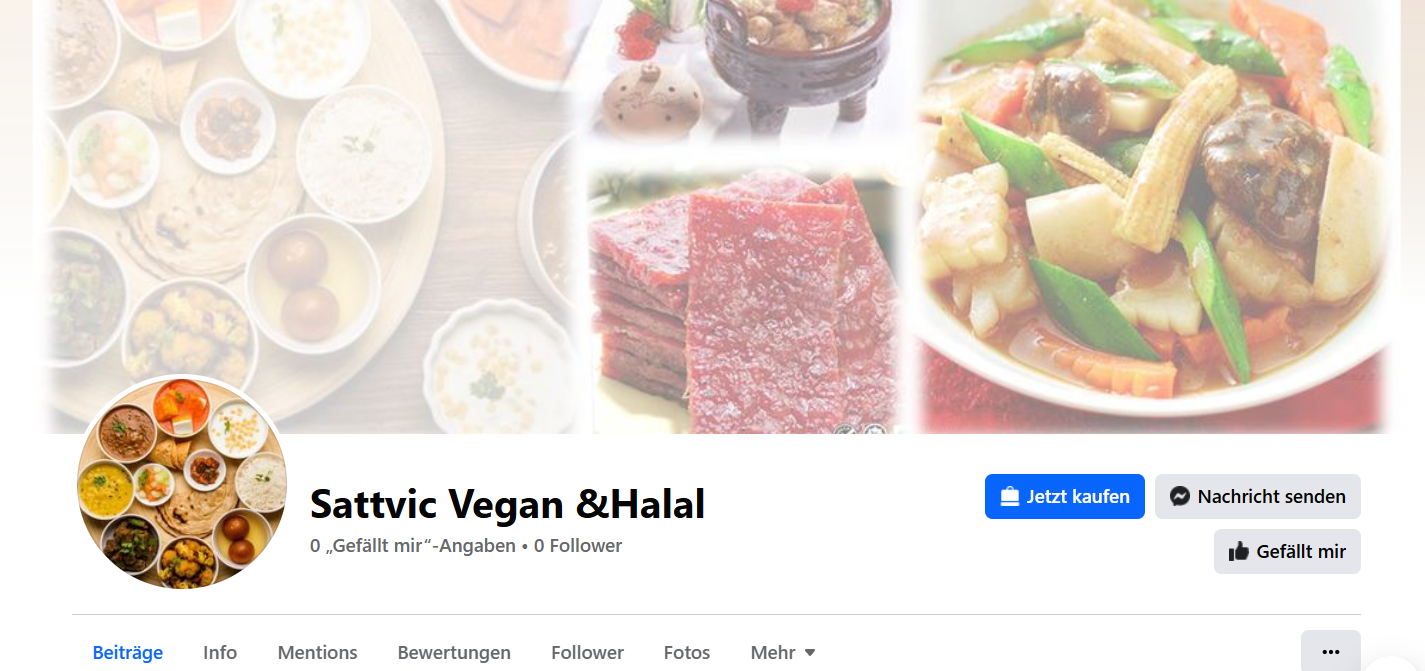 Sattvic Vegan &Halal
0 „Gefällt mir“-Angaben • 0 Follower
Jetzt kaufen
Nachricht senden
Gefällt mir
Beiträge
Info
Mentions
Bewertungen
Follower
Fotos
Mehr